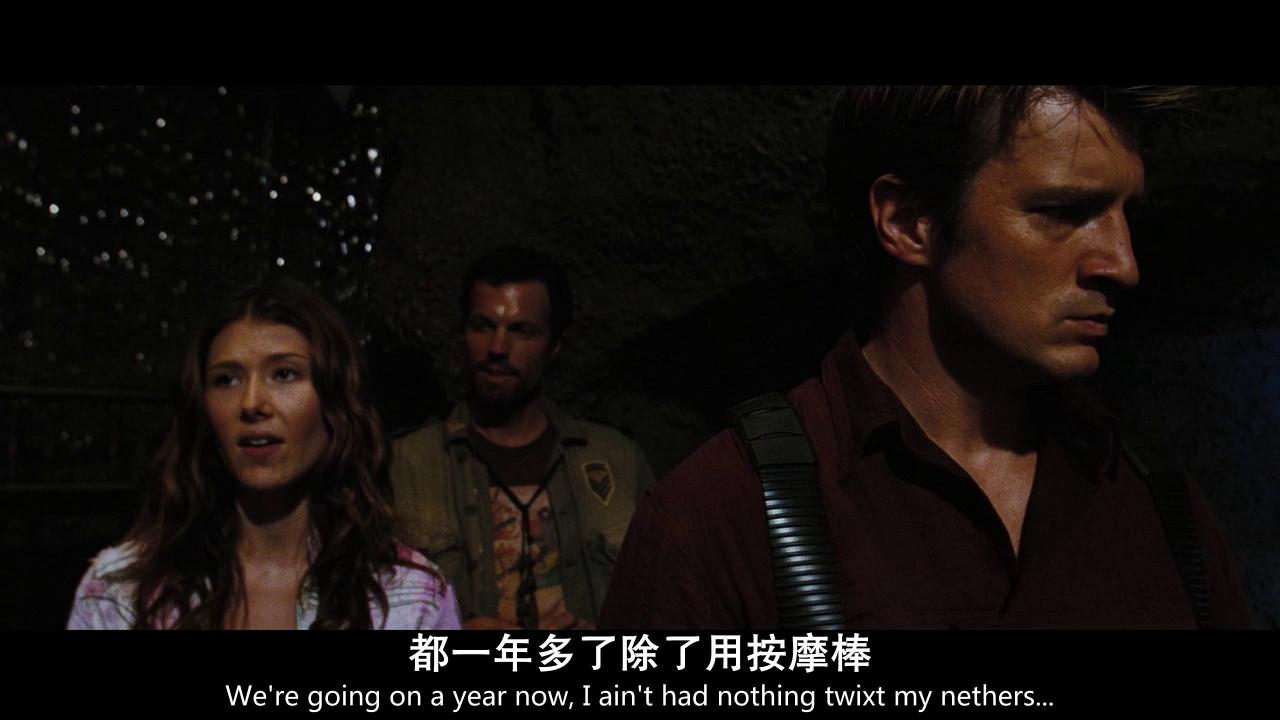 都一年多了除了用按摩棒
We're going on a year now, I ain't had nothing twixt my nethers...